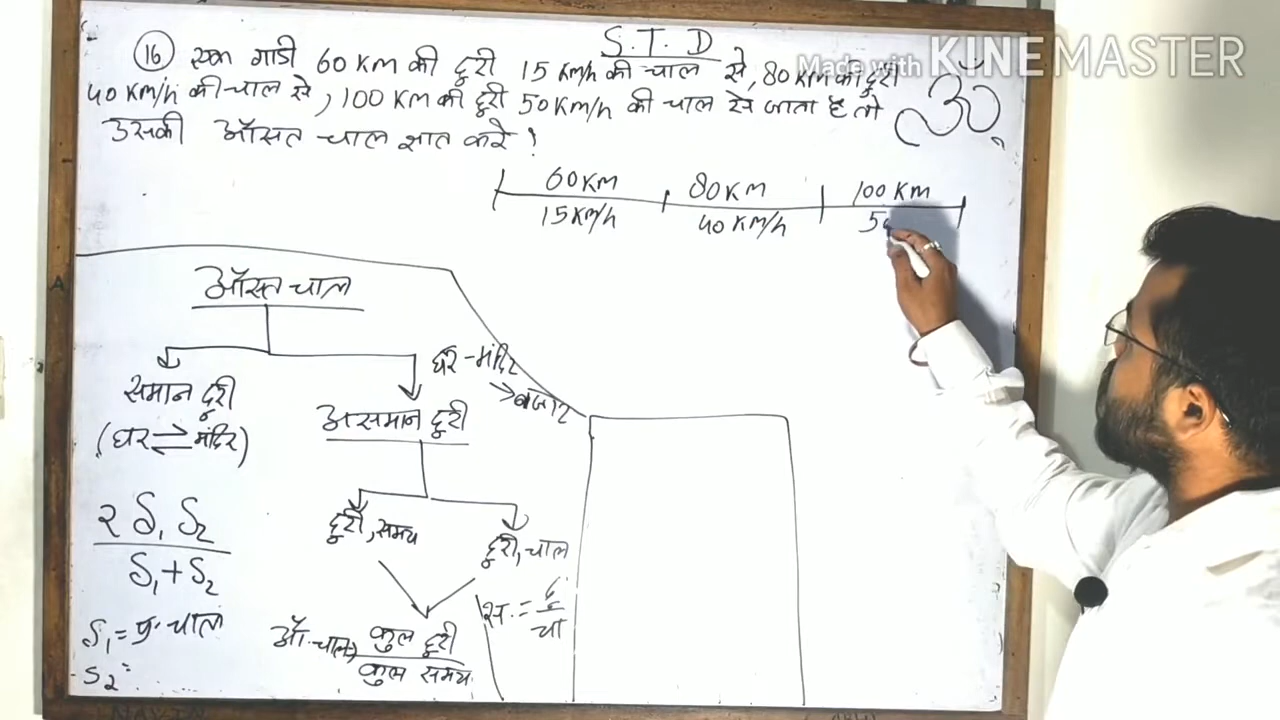 S. T. D
(16) एक गाडी 60 KM की दुरी 15 KM/h की चाल से, 80 KM की दुरी
40 KM/h की चाल से, 100 KM की दुरी 50 KM/h की चाल से जाता है तो
उसकी औसत चाल ज्ञात करे !
Made with KINEMASTER
ॐ
60 KM 80 KM 100 KM
15 KM/h 40 KM/h 50
A
औसत चाल
घर - मंदिर
→ बाजार
समान दुरी
(घर ⇌ मंदिर)
असमान दुरी
दुरी, समय
दुरी, चाल
2 S₁ S₂
S₁ + S₂
S₁ = प्र. चाल
S₂ =
औ. चाल → कुल दुरी
कुल समय
स. = दु
चा